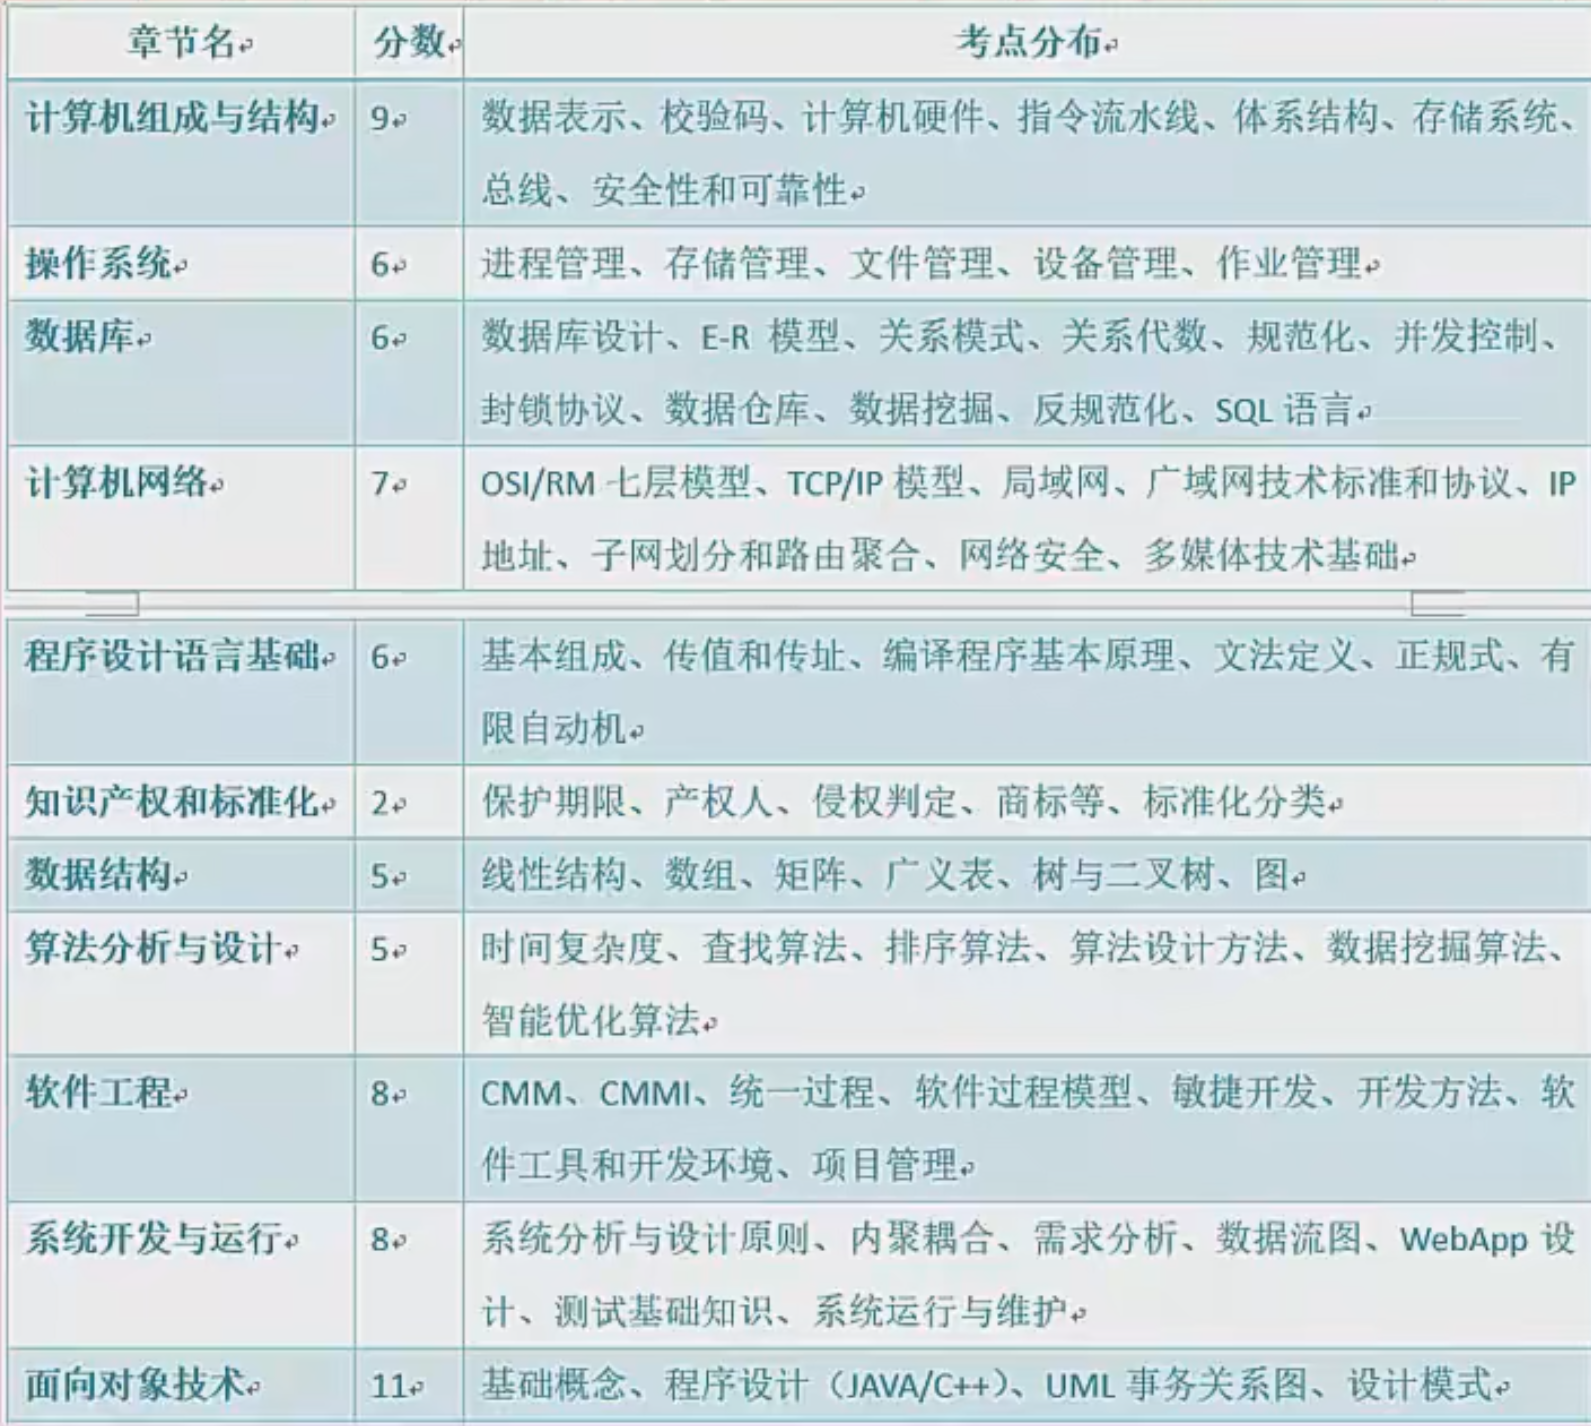 章节名 分数 考点分布
计算机组成与结构 9 数据表示、校验码、计算机硬件、指令流水线、体系结构、存储系统、
总线、安全性和可靠性
操作系统 6 进程管理、存储管理、文件管理、设备管理、作业管理
数据库 6 数据库设计、E-R 模型、关系模式、关系代数、规范化、并发控制、
封锁协议、数据仓库、数据挖掘、反规范化、SQL 语言
计算机网络 7 OSI/RM 七层模型、TCP/IP 模型、局域网、广域网技术标准和协议、IP
地址、子网划分和路由聚合、网络安全、多媒体技术基础
程序设计语言基础 6 基本组成、传值和传址、编译程序基本原理、文法定义、正规式、有
限自动机
知识产权和标准化 2 保护期限、产权人、侵权判定、商标等、标准化分类
数据结构 5 线性结构、数组、矩阵、广义表、树与二叉树、图
算法分析与设计 5 时间复杂度、查找算法、排序算法、算法设计方法、数据挖掘算法、
智能优化算法
软件工程 8 CMM、CMMI、统一过程、软件过程模型、敏捷开发、开发方法、软
件工具和开发环境、项目管理
系统开发与运行 8 系统分析与设计原则、内聚耦合、需求分析、数据流图、WebApp 设
计、测试基础知识、系统运行与维护
面向对象技术 11 基础概念、程序设计（JAVA/C++）、UML 事务关系图、设计模式